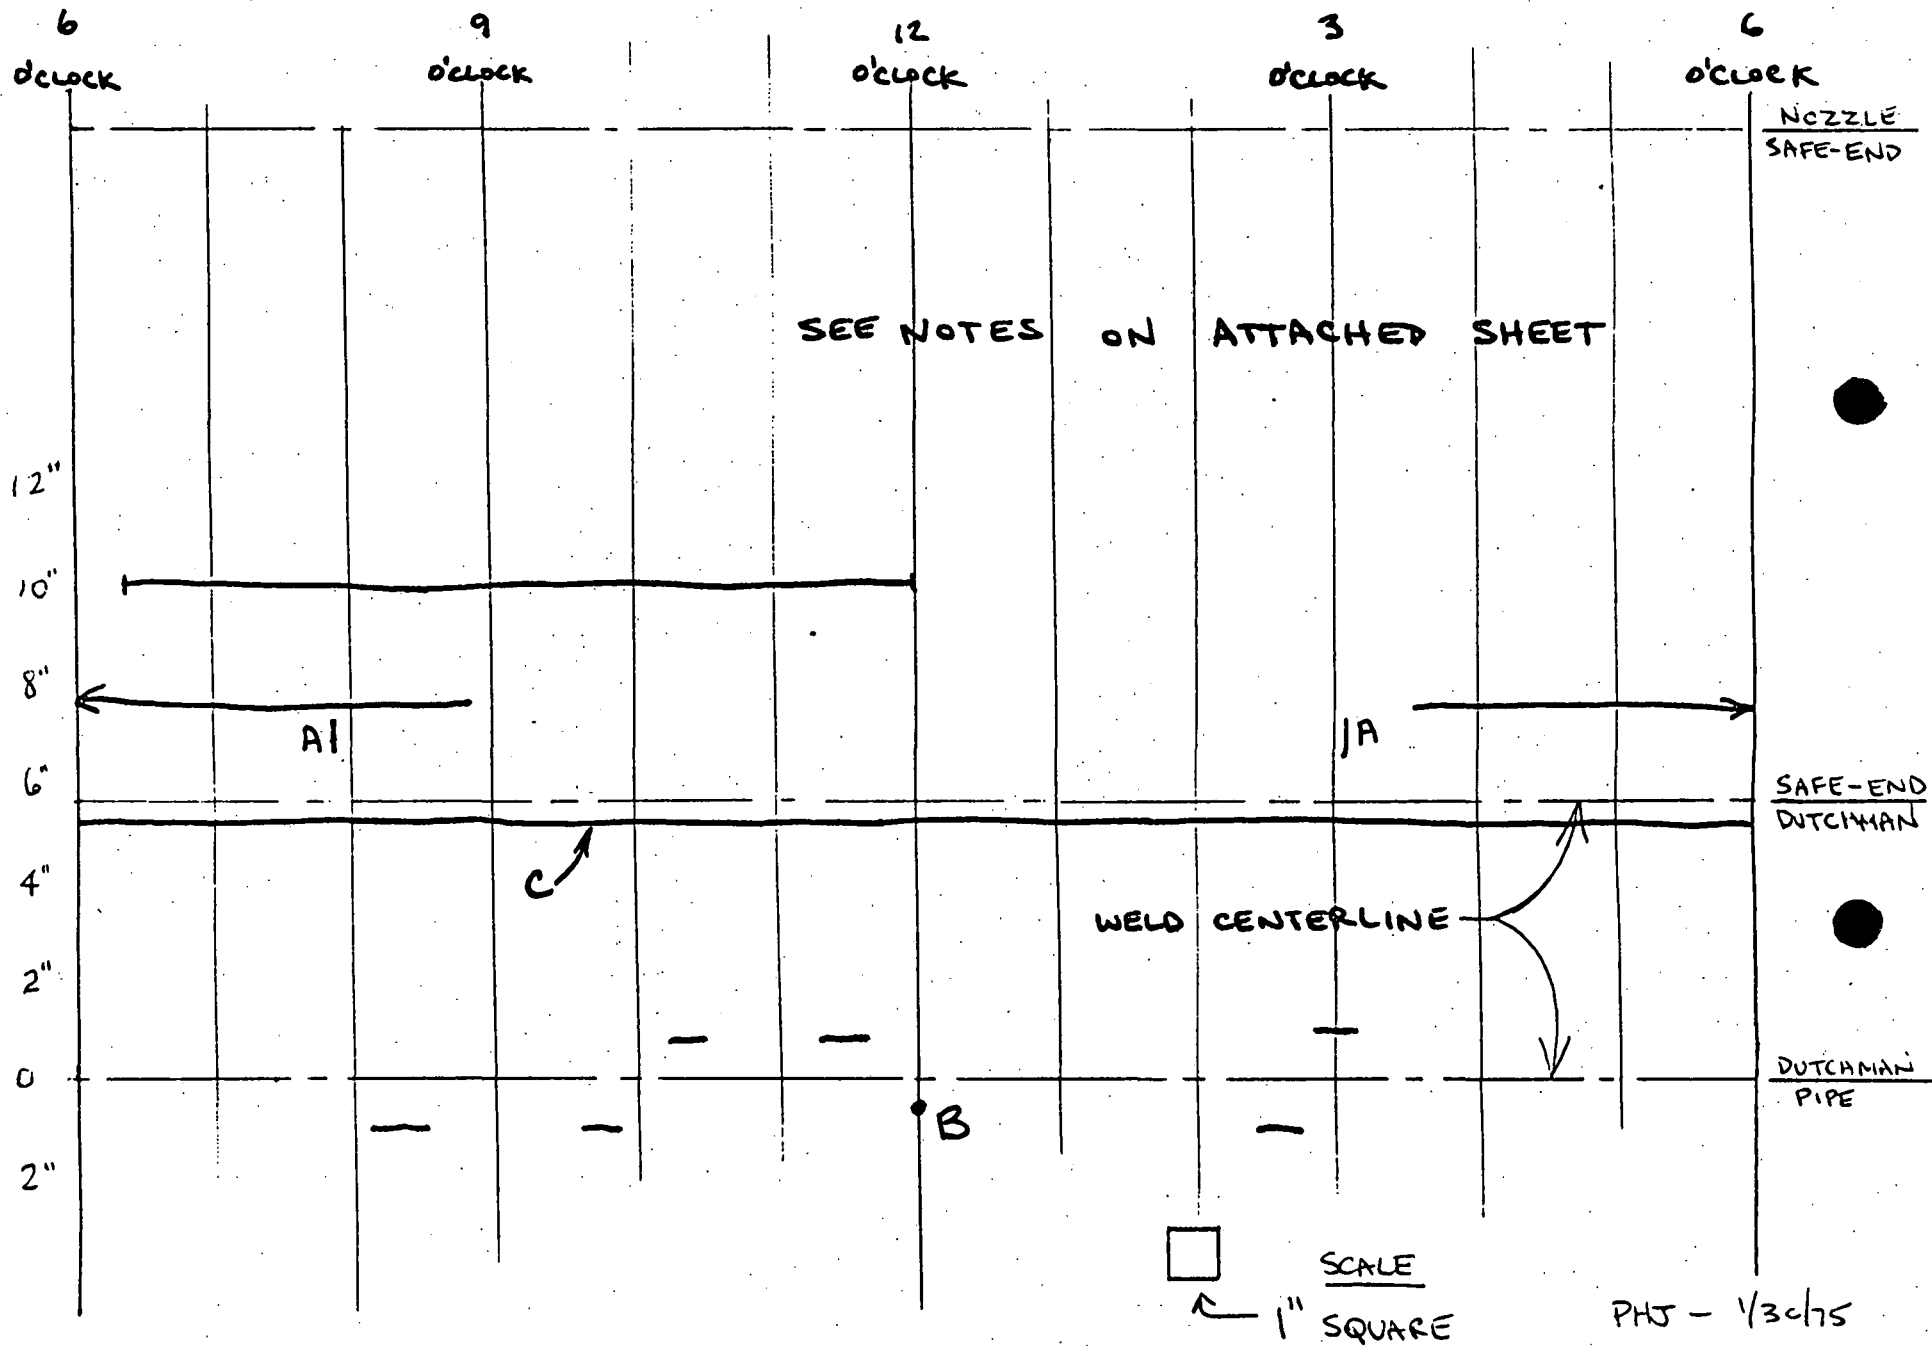 6 9 12 3 6
O'CLOCK O'CLOCK O'CLOCK O'CLOCK O'CLOCK
NOZZLE
SAFE-END
SEE NOTES ON ATTACHED SHEET
12"
10"
8"
A A
6"
SAFE-END
DUTCHMAN
4"
C
WELD CENTERLINE
2"
0
DUTCHMAN
PIPE
B
2"
SCALE
1" SQUARE
PHJ - 1/30/75